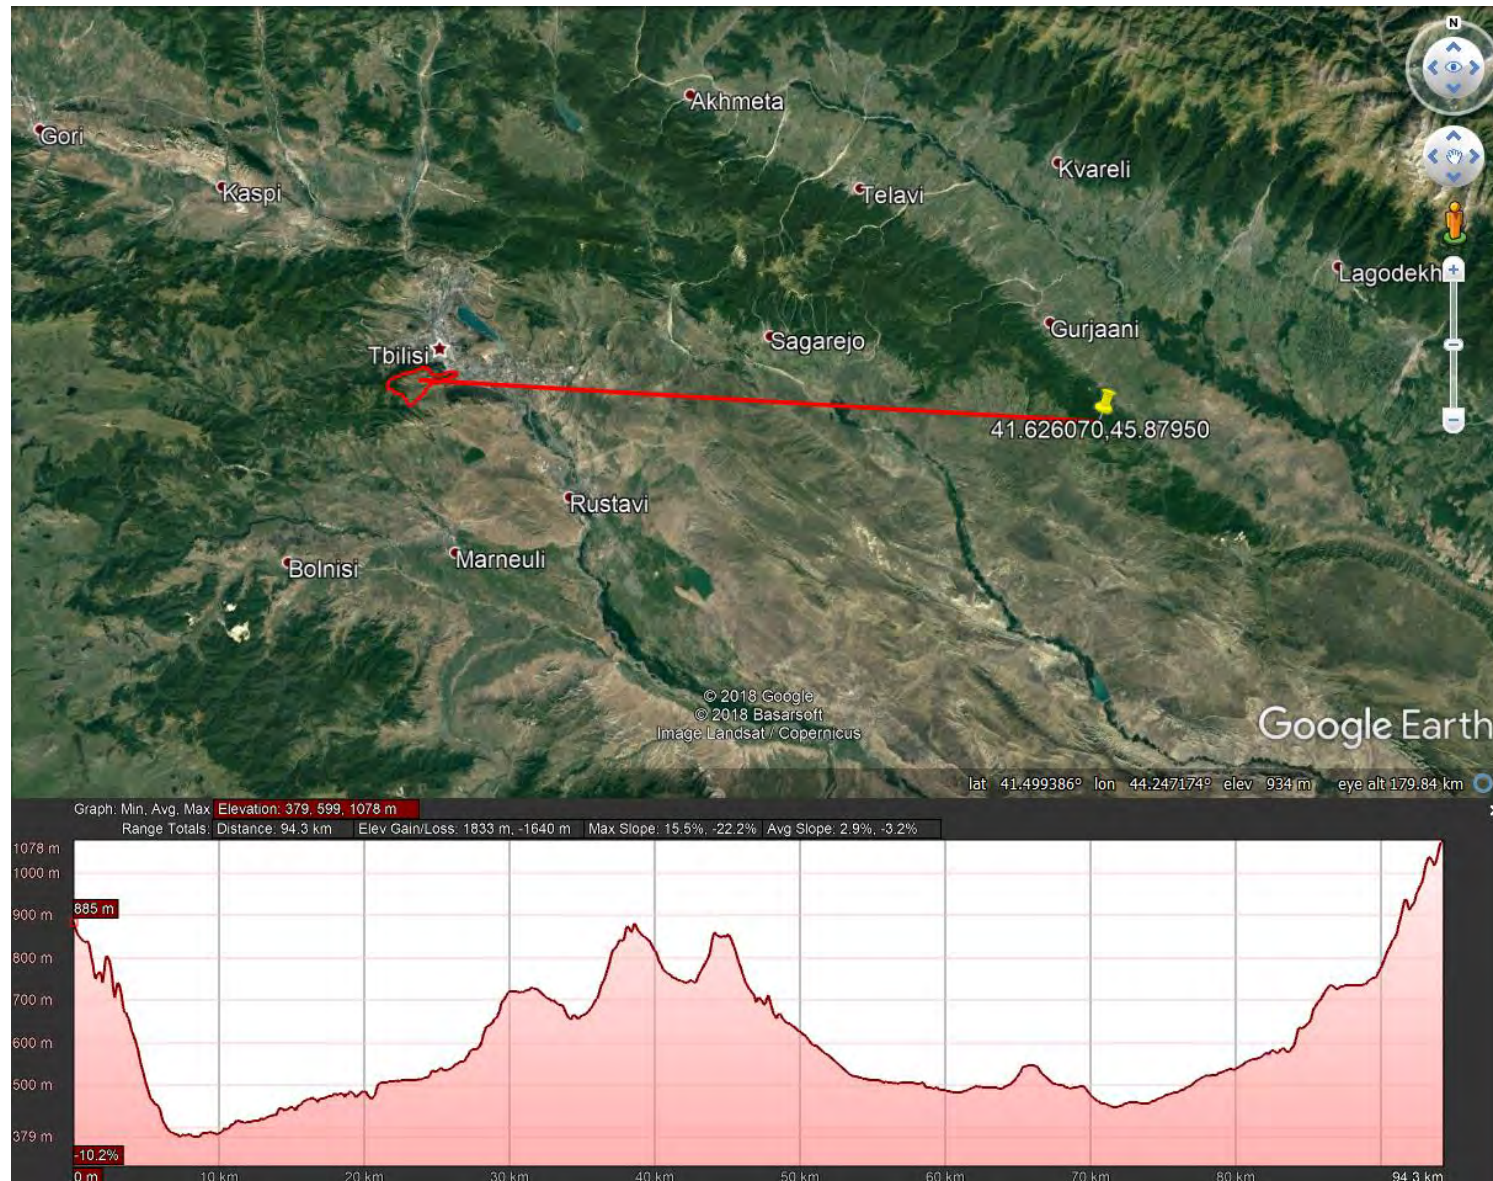 N
Akhmeta
Gori
Kvareli
Kaspi
Telavi
Lagodekh
Gurjaani
Sagarejo
Tbilisi
41.626070,45.87950
Rustavi
Marneuli
Bolnisi
© 2018 Google
© 2018 Basarsoft
Image Landsat / Copernicus
Google Earth
lat 41.499386° lon 44.247174° elev 934 m eye alt 179.84 km
Graph: Min, Avg, Max Elevation: 379, 599, 1078 m
Range Totals: Distance: 94.3 km Elev Gain/Loss: 1833 m, -1640 m Max Slope: 15.5%, -22.2% Avg Slope: 2.9%, -3.2%
1078 m
1000 m
900 m
885 m
800 m
700 m
600 m
500 m
379 m
-10.2%
0 m 10 km 20 km 30 km 40 km 50 km 60 km 70 km 80 km 94.3 km